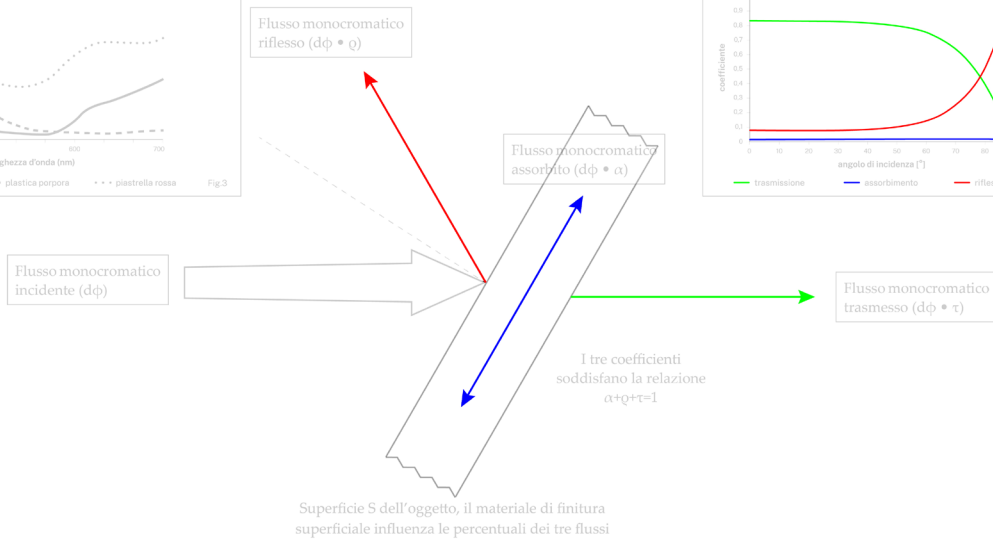 Flusso monocromatico
riflesso (dϕ • ϱ)
600
700
plastica porpora
piastrella rossa
Fig.3
Flusso monocromatico
assorbito (dϕ • α)
coefficiente
0,9
0,8
0,7
0,6
0,5
0,4
0,3
0,2
0,1
0
0 10 20 30 40 50 60 70 80
angolo di incidenza [°]
trasmissione
assorbimento
Flusso monocromatico
incidente (dϕ)
Flusso monocromatico
trasmesso (dϕ • τ)
I tre coefficienti
soddisfano la relazione
α+ϱ+τ=1
Superficie S dell'oggetto, il materiale di finitura
superficiale influenza le percentuali dei tre flussi